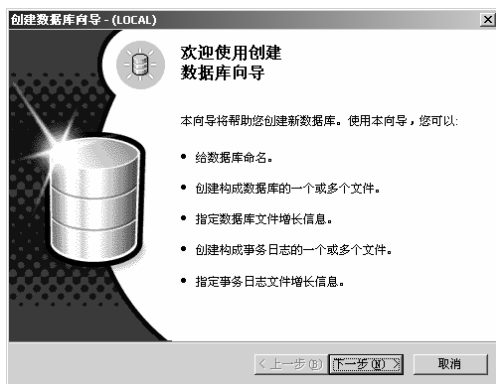 创建数据库向导 - (LOCAL)
欢迎使用创建
数据库向导
本向导将帮助您创建新数据库。使用本向导，您可以:
• 给数据库命名。
• 创建构成数据库的一个或多个文件。
• 指定数据库文件增长信息。
• 创建构成事务日志的一个或多个文件。
• 指定事务日志文件增长信息。
< 上一步(B)
下一步(N) >
取消